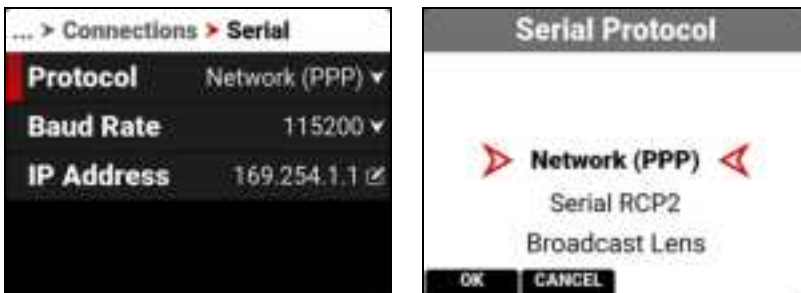 ... > Connections > Serial
Protocol Network (PPP)
Baud Rate 115200
IP Address 169.254.1.1
Serial Protocol
Network (PPP)
Serial RCP2
Broadcast Lens
OK CANCEL